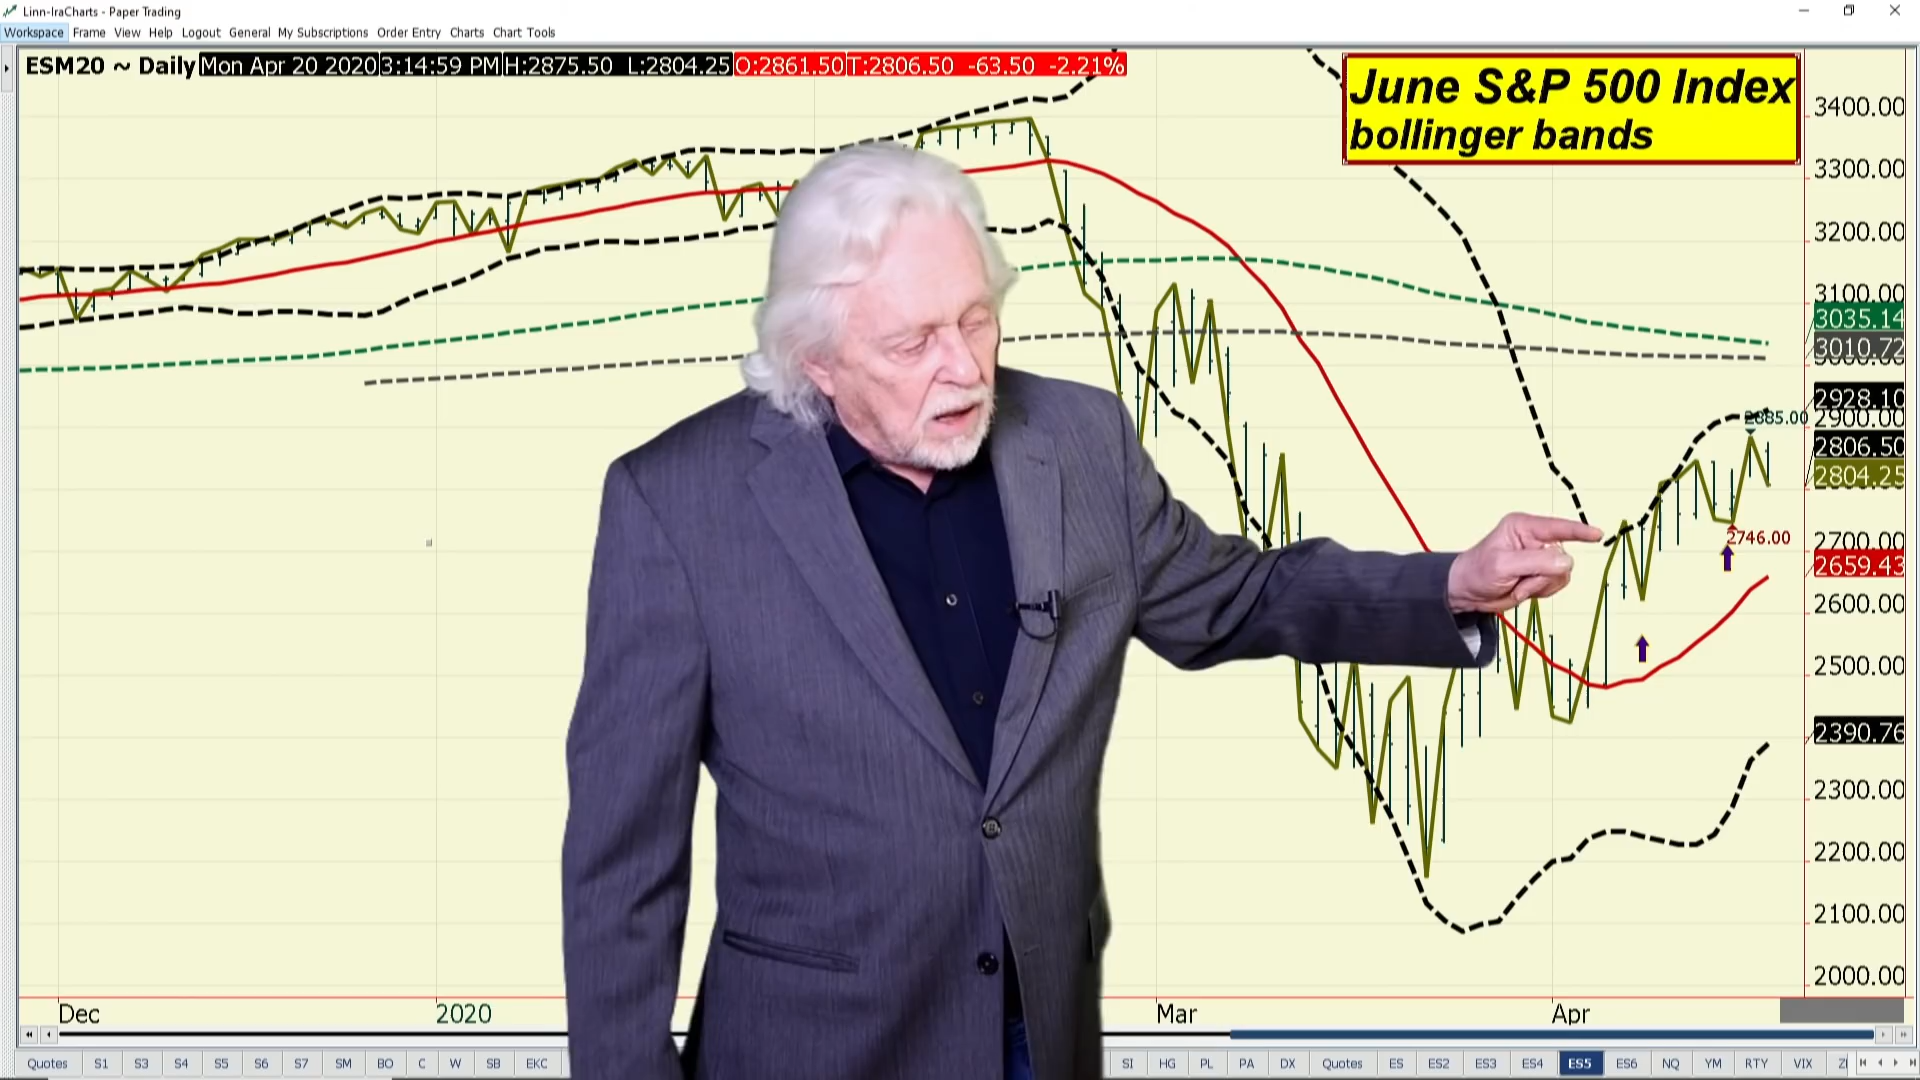 Linn-IraCharts - Paper Trading
Workspace Frame View Help Logout General My Subscriptions Order Entry Charts Chart Tools
ESM20 ~ Daily Mon Apr 20 2020 3:14:59 PM H:2875.50 L:2804.25 O:2861.50 T:2806.50 -63.50 -2.21%
June S&P 500 Index
bollinger bands
3400.00
3300.00
3200.00
3100.00
3035.14
3010.72
2928.10
2885.00 2900.00
2806.50
2804.25
2746.00 2700.00
2659.43
2600.00
2500.00
2390.76
2300.00
2200.00
2100.00
2000.00
Dec 2020 Mar Apr
Quotes S1 S3 S4 S5 S6 S7 SM BO C W SB EKC SI HG PL PA DX Quotes ES ES2 ES3 ES4 ES5 ES6 NQ YM RTY VIX